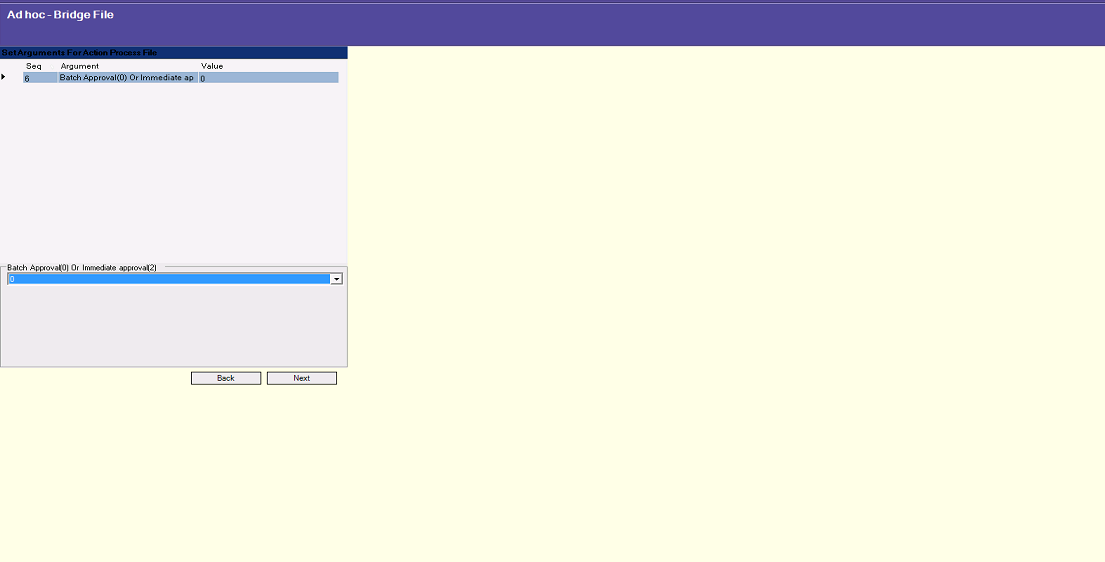 Ad hoc - Bridge File
Set Arguments For Action Process File
Seq Argument Value
6 Batch Approval(0) Or Immediate ap 0
Batch Approval(0) Or Immediate approval(2)
0
Back Next